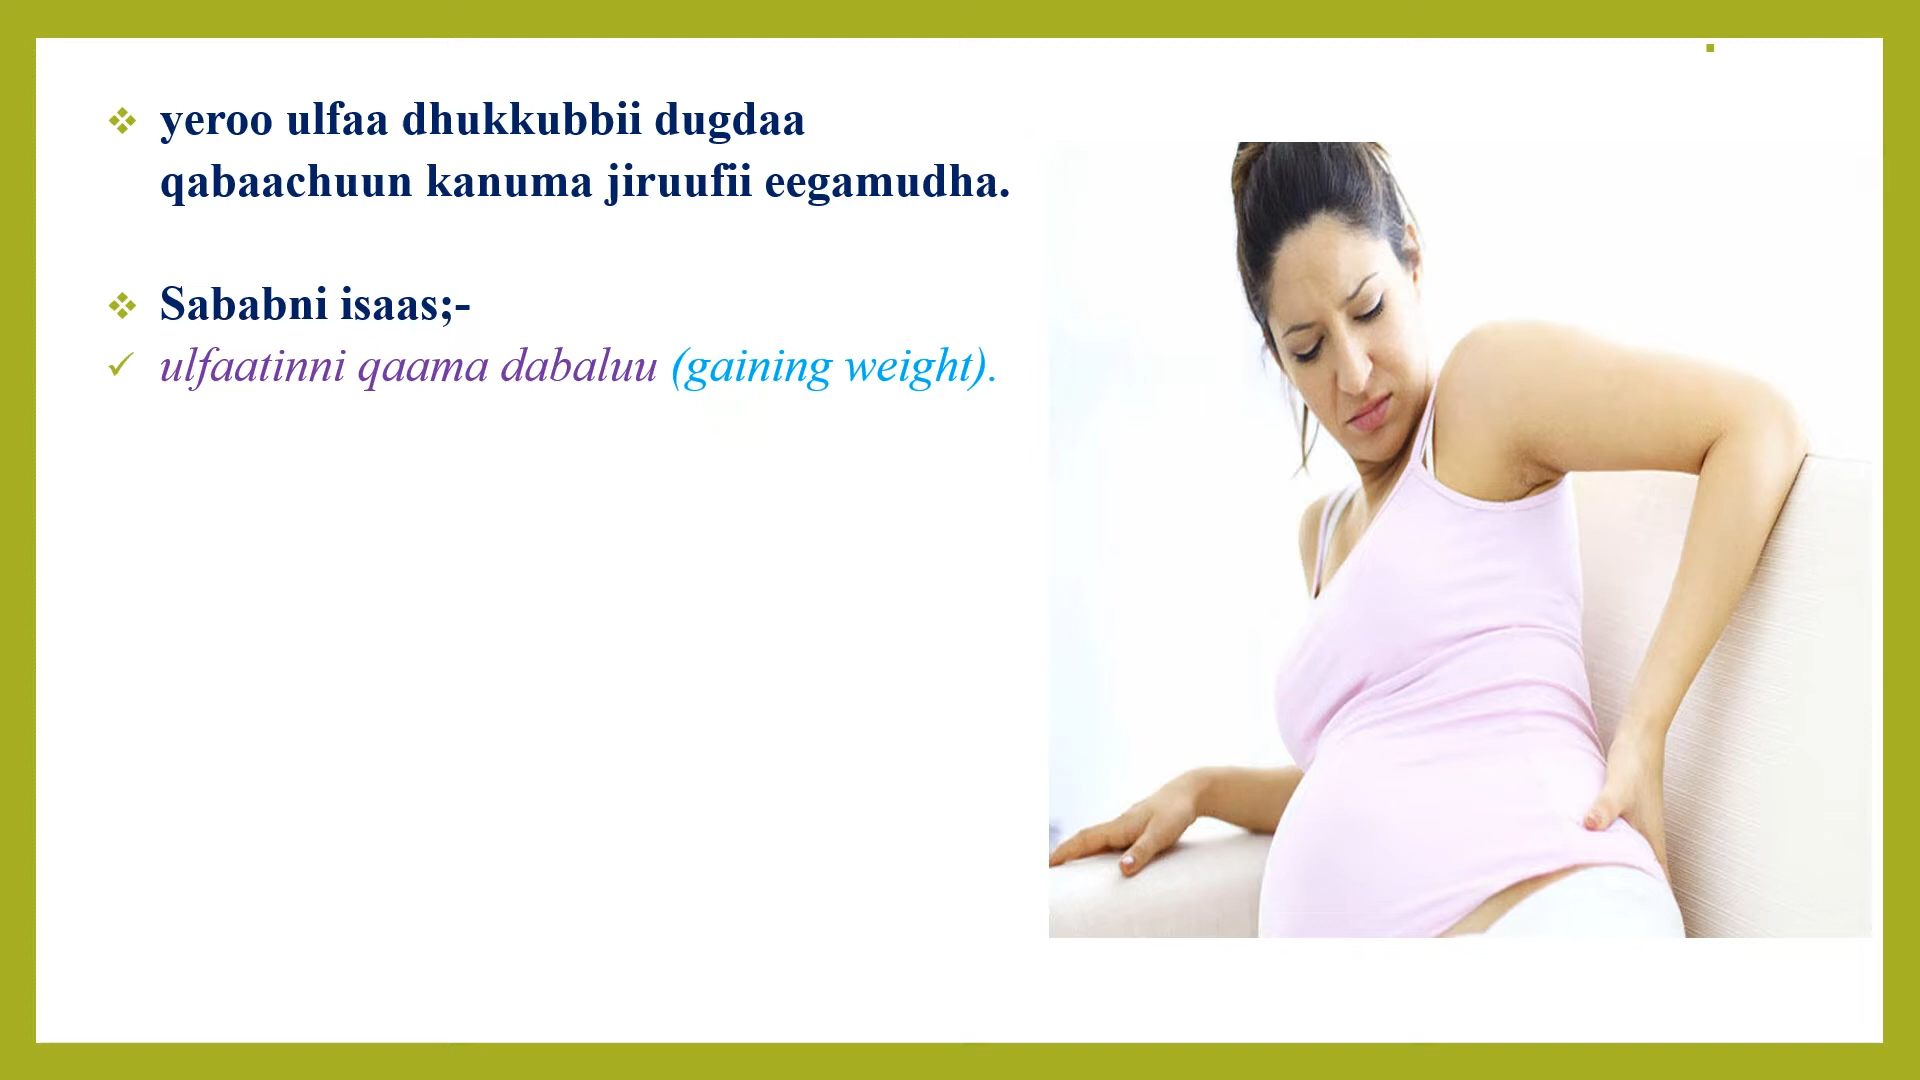 yeroo ulfaa dhukkubbii dugdaa
qabaachuun kanuma jiruufii eegamudha.
Sababni isaas;-
ulfaatinni qaama dabaluu (gaining weight).